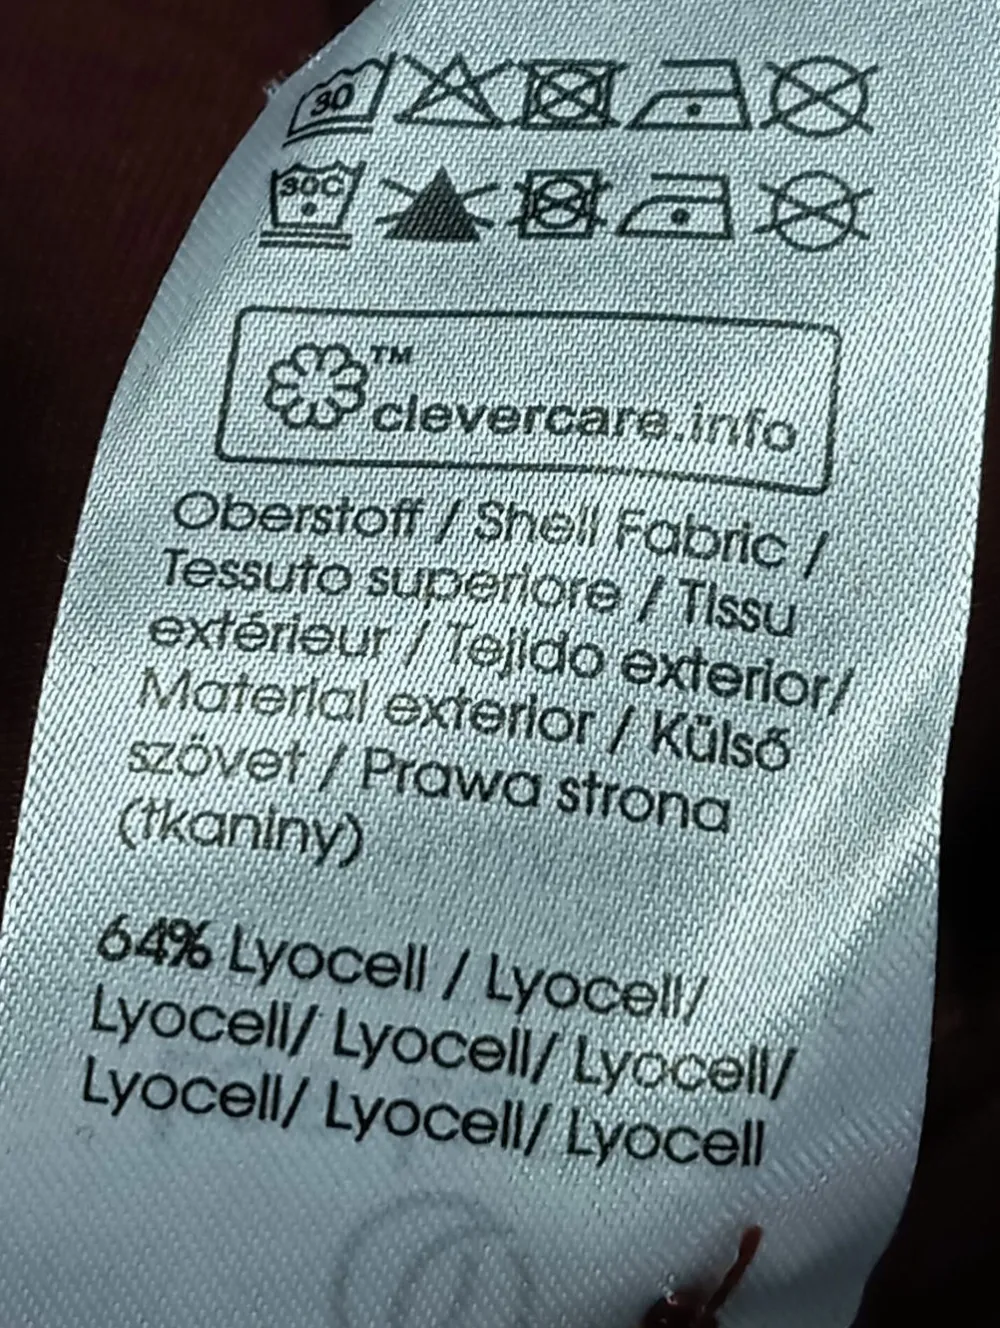 30
30C
TM
clevercare.info
Oberstoff / Shell Fabric /
Tessuto superiore / Tissu
extérieur / Tejido exterior/
Material exterior / Külső
szövet / Prawa strona
(tkaniny)
64% Lyocell / Lyocell/
Lyocell/ Lyocell/ Lyocell/
Lyocell/ Lyocell/ Lyocell